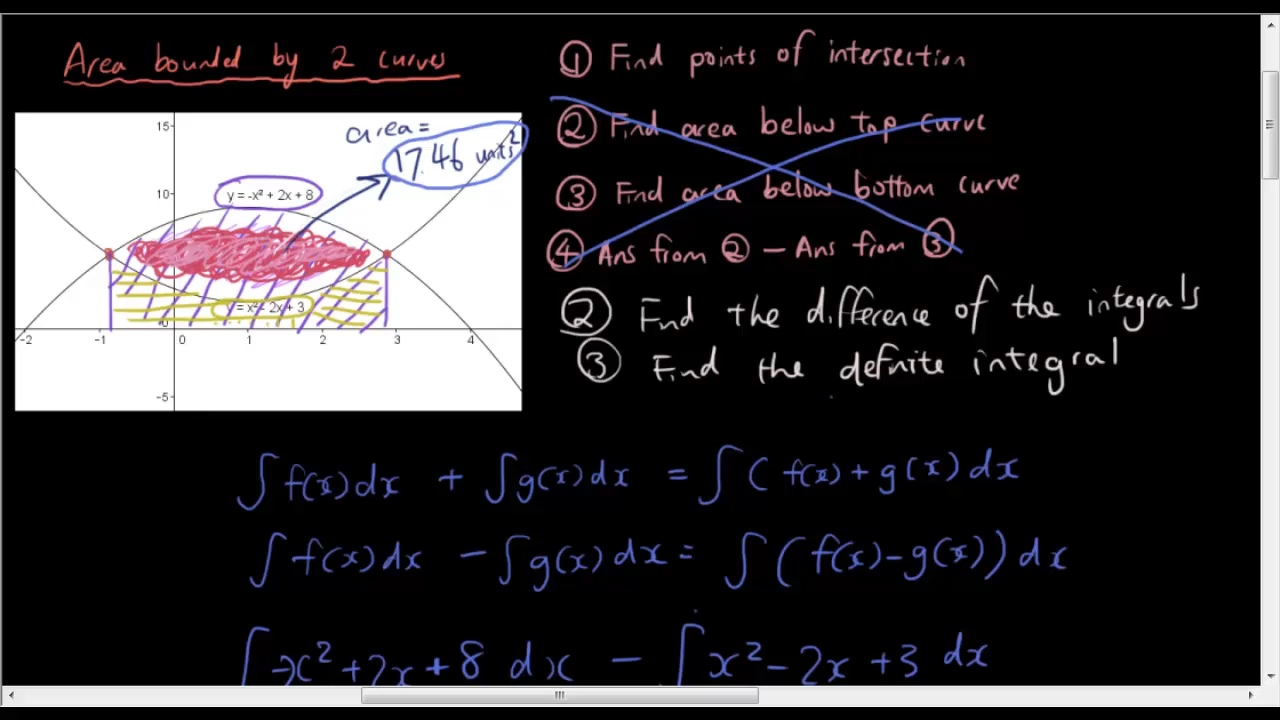 Area bounded by 2 curves
① Find points of intersection
② Find area below top curve
③ Find area below bottom curve
④ Ans from ② - Ans from ③
② Find the difference of the integrals
③ Find the definite integral
15
area =
17.46 units²
10
y = -x² + 2x + 8
y = x² - 2x + 3
-2 -1 0 1 2 3 4
-5
∫ f(x) dx + ∫ g(x) dx = ∫ ( f(x) + g(x) dx
∫ f(x) dx - ∫ g(x) dx = ∫ ( f(x) - g(x) ) dx
∫ -x² + 2x + 8 dx - ∫ x² - 2x + 3 dx